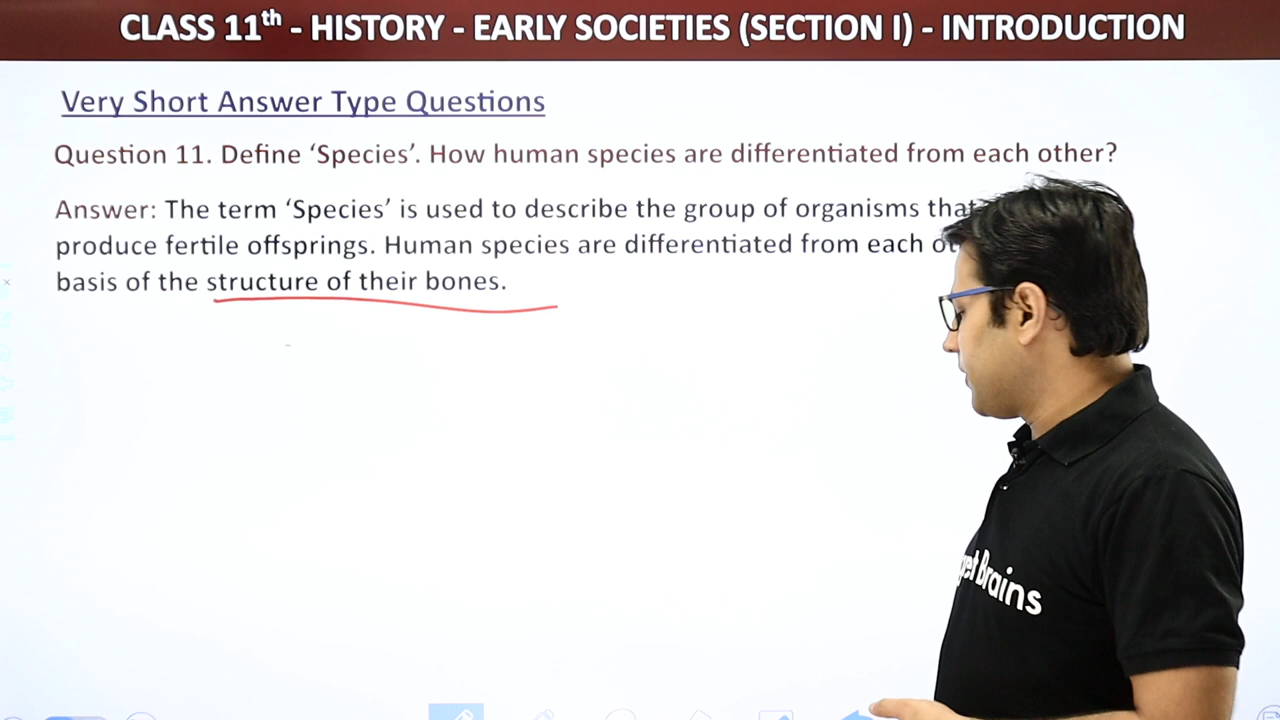 CLASS 11th - HISTORY - EARLY SOCIETIES (SECTION I) - INTRODUCTION
Very Short Answer Type Questions
Question 11. Define ‘Species’. How human species are differentiated from each other?
Answer: The term ‘Species’ is used to describe the group of organisms that
produce fertile offsprings. Human species are differentiated from each
basis of the structure of their bones.
Brains